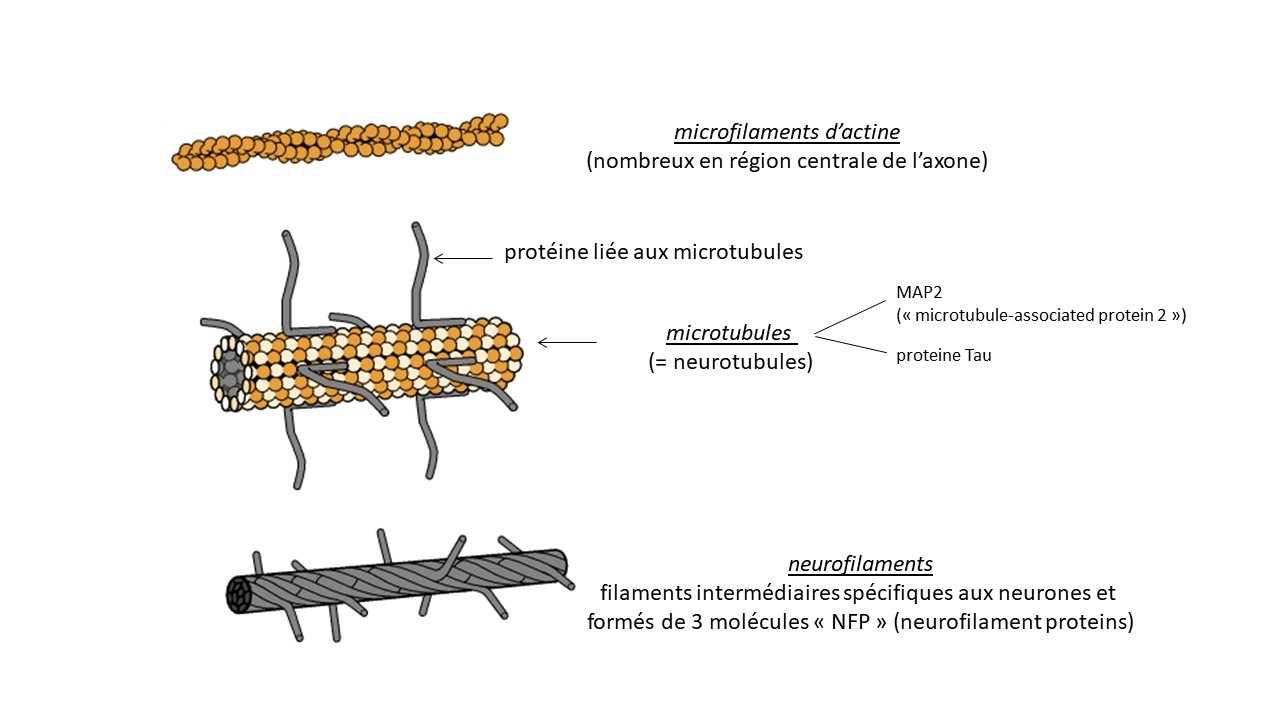 microfilaments d’actine
(nombreux en région centrale de l’axone)
protéine liée aux microtubules
MAP2
(« microtubule-associated protein 2 »)
microtubules
(= neurotubules)
proteine Tau
neurofilaments
filaments intermédiaires spécifiques aux neurones et
formés de 3 molécules « NFP » (neurofilament proteins)